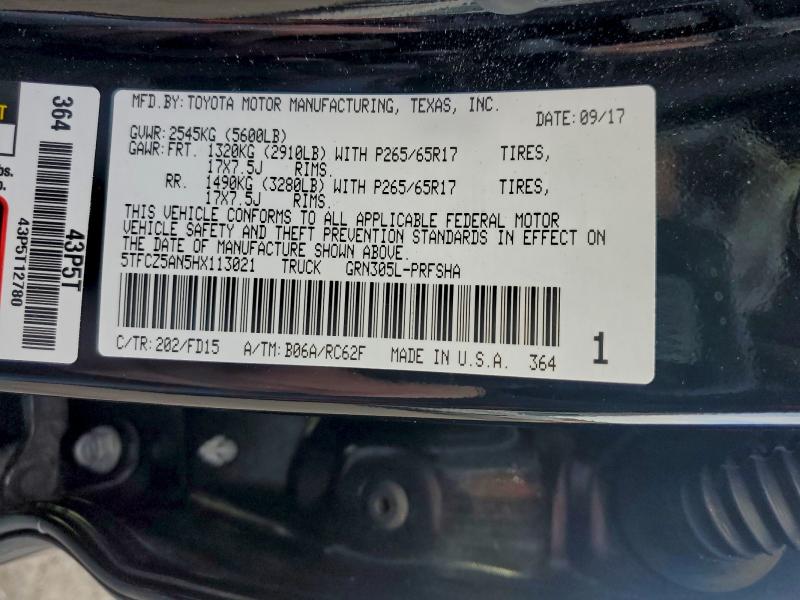 MFD.BY:TOYOTA MOTOR MANUFACTURING, TEXAS, INC.
DATE:09/17
GVWR:2545KG (5600LB)
GAWR:FRT. 1320KG (2910LB) WITH P265/65R17 TIRES,
17X7.5J RIMS.
RR. 1490KG (3280LB) WITH P265/65R17 TIRES,
17X7.5J RIMS.
THIS VEHICLE CONFORMS TO ALL APPLICABLE FEDERAL MOTOR
VEHICLE SAFETY AND THEFT PREVENTION STANDARDS IN EFFECT ON
THE DATE OF MANUFACTURE SHOWN ABOVE.
5TFCZ5AN5HX113021 TRUCK GRN305L-PRFSHA
C/TR:202/FD15 A/TM:B06A/RC62F MADE IN U.S.A. 364
1
364
43P5T
43P5T12780